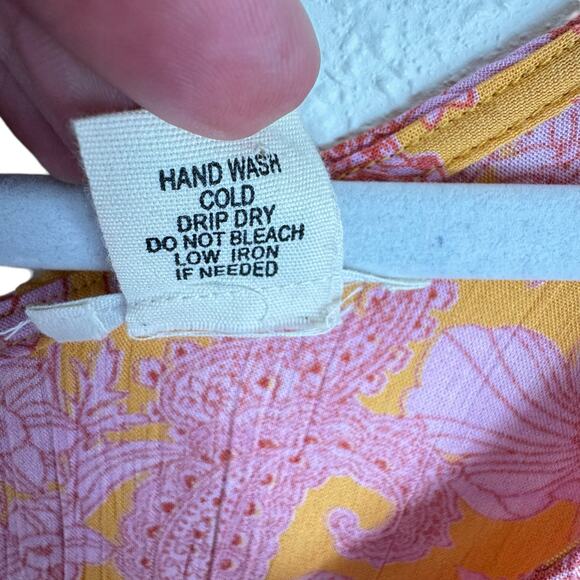 HAND WASH
COLD
DRIP DRY
DO NOT BLEACH
LOW IRON
IF NEEDED